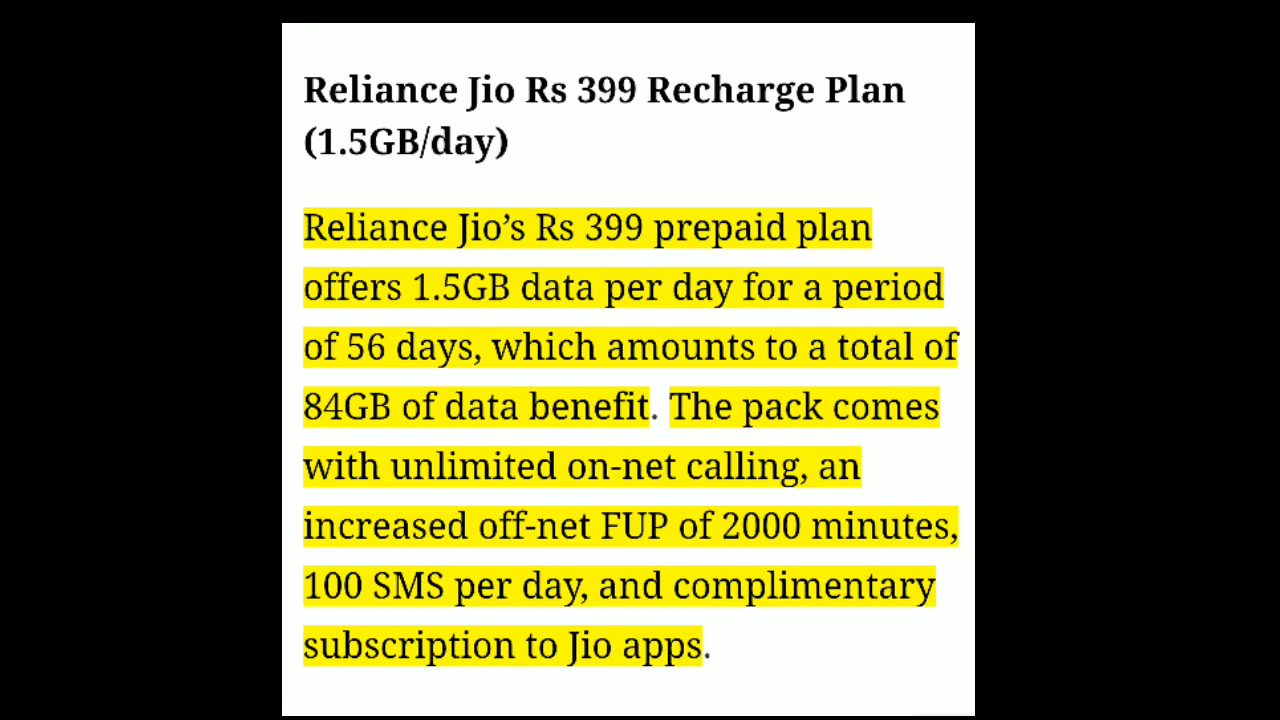 Reliance Jio Rs 399 Recharge Plan
(1.5GB/day)
Reliance Jio’s Rs 399 prepaid plan
offers 1.5GB data per day for a period
of 56 days, which amounts to a total of
84GB of data benefit. The pack comes
with unlimited on-net calling, an
increased off-net FUP of 2000 minutes,
100 SMS per day, and complimentary
subscription to Jio apps.